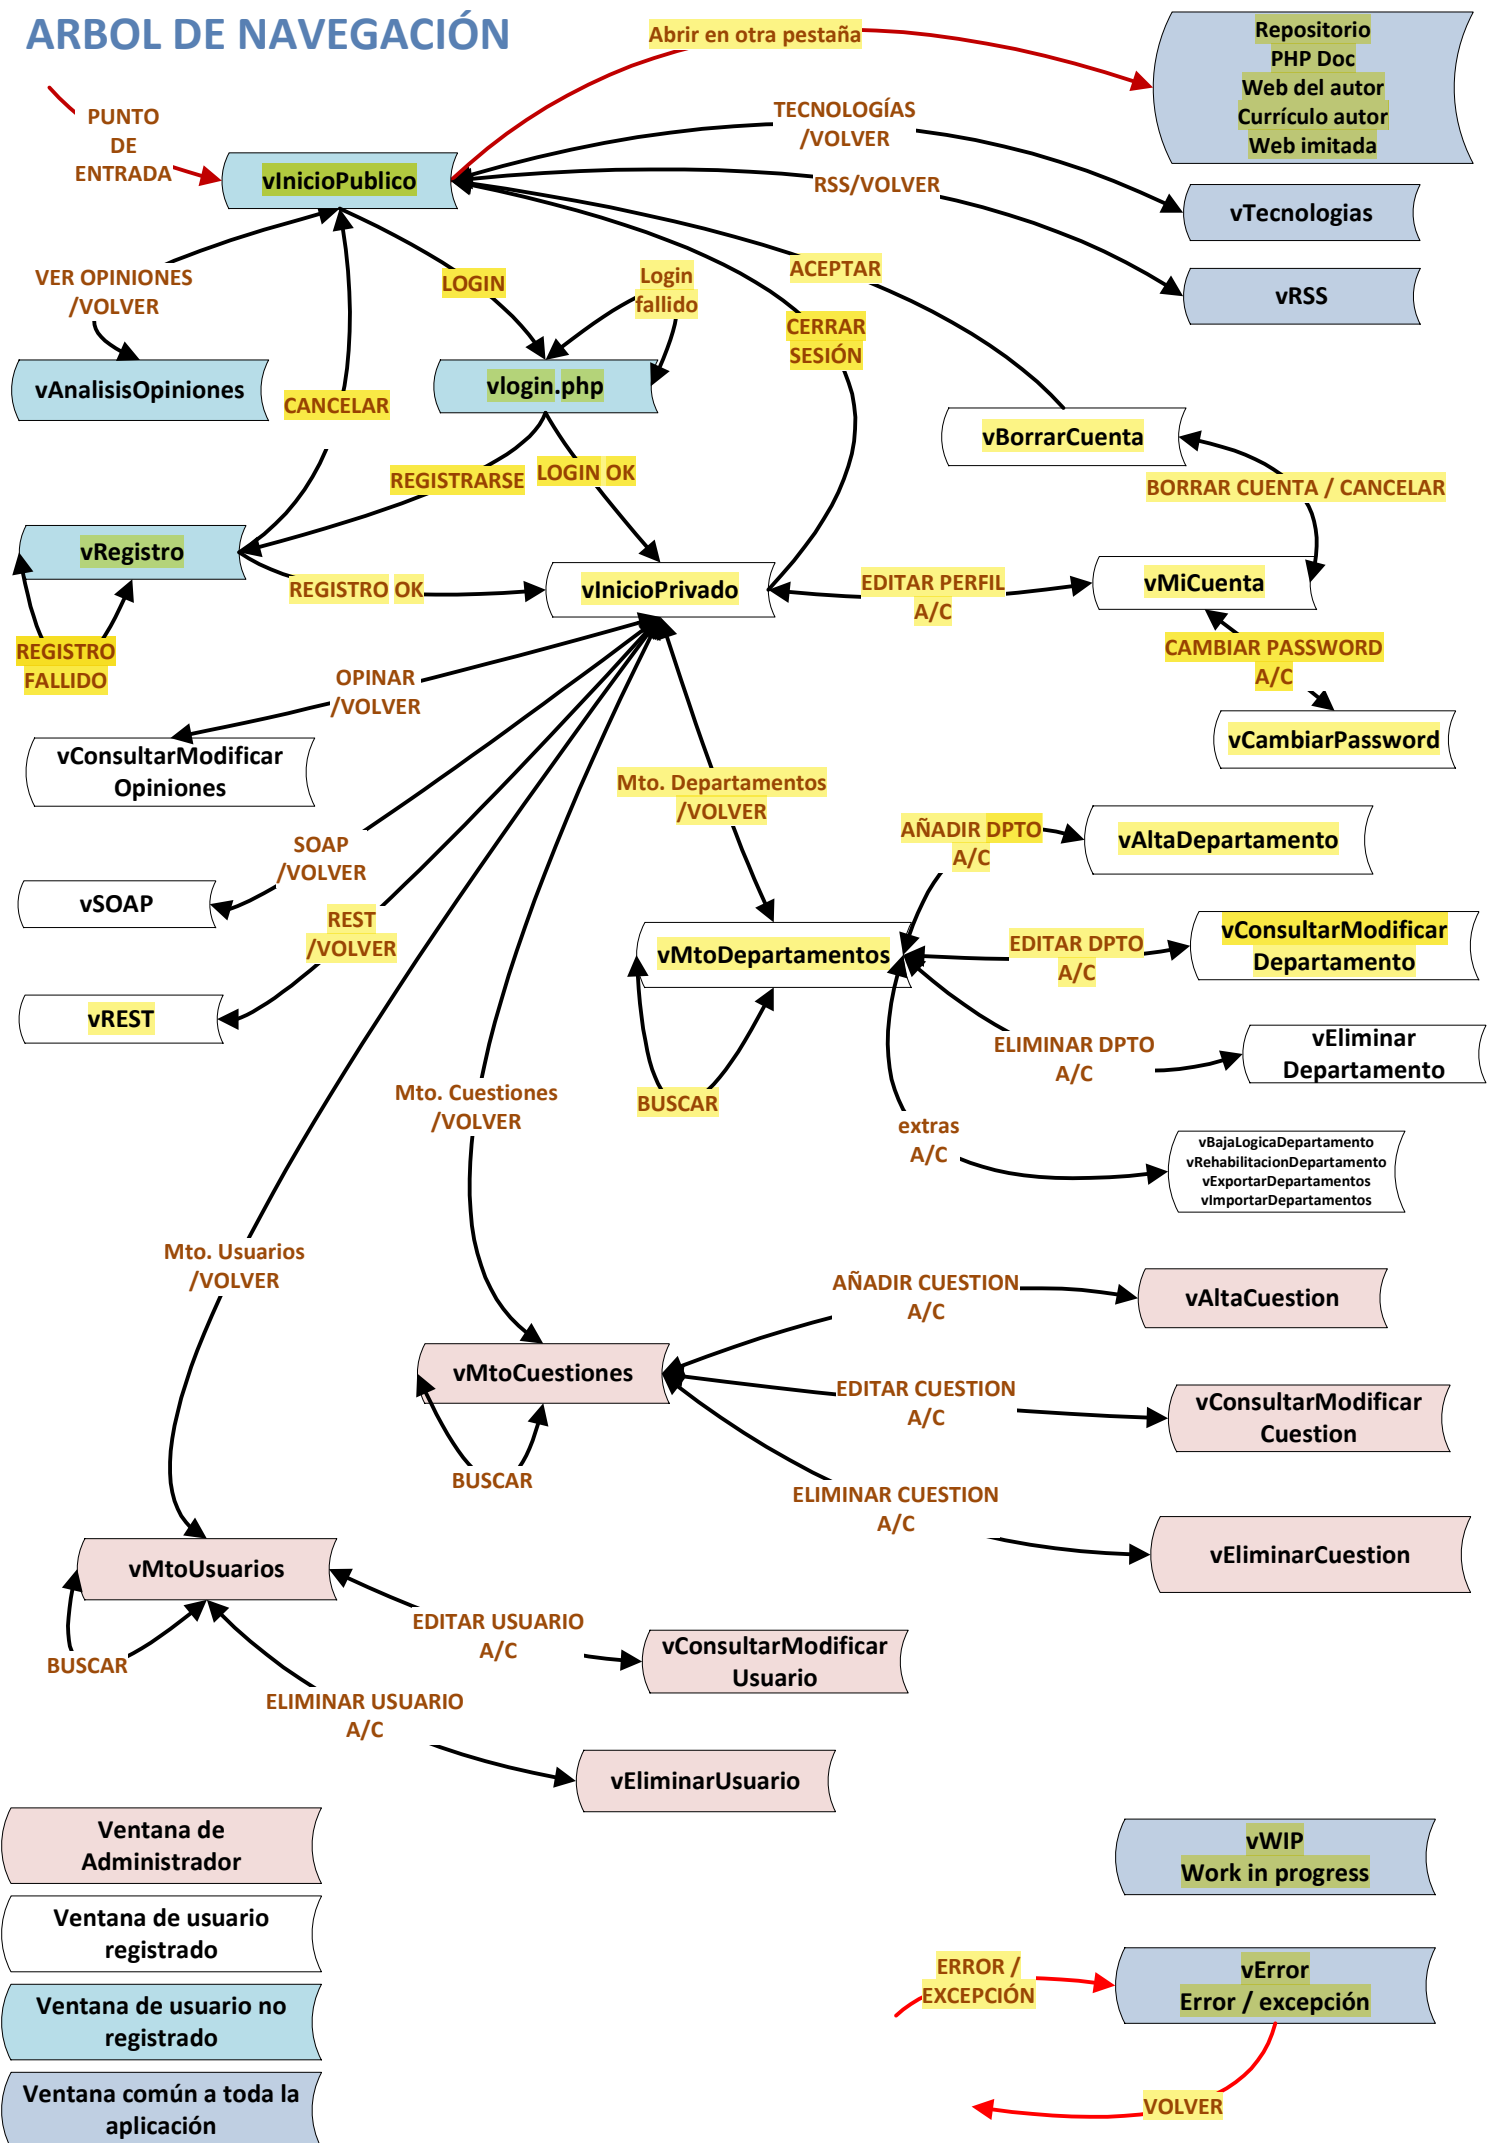 ARBOL DE NAVEGACIÓN
Abrir en otra pestaña
Repositorio
PHP Doc
Web del autor
Currículo autor
Web imitada
PUNTO
DE
ENTRADA
vInicioPublico
TECNOLOGÍAS
/VOLVER
RSS/VOLVER
vTecnologias
vRSS
VER OPINIONES
/VOLVER
LOGIN
Login
fallido
ACEPTAR
CERRAR
SESIÓN
vAnalisisOpiniones
CANCELAR
vlogin.php
vBorrarCuenta
REGISTRARSE
LOGIN OK
BORRAR CUENTA / CANCELAR
vRegistro
REGISTRO OK
vInicioPrivado
EDITAR PERFIL
A/C
vMiCuenta
REGISTRO
FALLIDO
CAMBIAR PASSWORD
A/C
OPINAR
/VOLVER
vCambiarPassword
vConsultarModificar
Opiniones
Mto. Departamentos
/VOLVER
AÑADIR DPTO
A/C
vAltaDepartamento
SOAP
/VOLVER
vSOAP
REST
/VOLVER
vMtoDepartamentos
EDITAR DPTO
A/C
vConsultarModificar
Departamento
vREST
ELIMINAR DPTO
A/C
vEliminar
Departamento
Mto. Cuestiones
/VOLVER
BUSCAR
extras
A/C
vBajaLogicaDepartamento
vRehabilitacionDepartamento
vExportarDepartamentos
vImportarDepartamentos
Mto. Usuarios
/VOLVER
AÑADIR CUESTION
A/C
vAltaCuestion
vMtoCuestiones
EDITAR CUESTION
A/C
vConsultarModificar
Cuestion
BUSCAR
ELIMINAR CUESTION
A/C
vEliminarCuestion
vMtoUsuarios
EDITAR USUARIO
A/C
vConsultarModificar
Usuario
BUSCAR
ELIMINAR USUARIO
A/C
vEliminarUsuario
Ventana de
Administrador
vWIP
Work in progress
Ventana de usuario
registrado
ERROR /
EXCEPCIÓN
vError
Error / excepción
Ventana de usuario no
registrado
Ventana común a toda la
aplicación
VOLVER